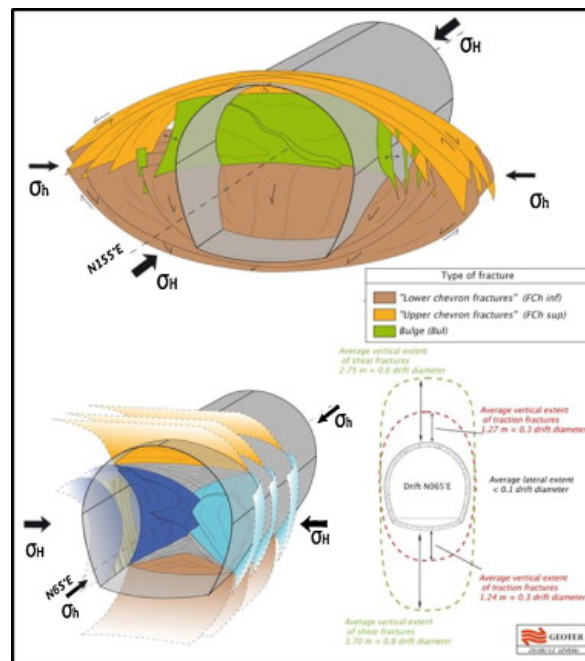 σH
σh
σh
N155°E
σH
Type of fracture
"Lower chevron fractures" (FCh inf)
"Upper chevron fractures" (FCh sup)
Bulge (Bul)
σh
σH
σH
N65°E
σh
Average vertical extent
of shear fractures
2.75 m = 0.6 drift diameter
Average vertical extent
of traction fractures
1.27 m = 0.3 drift diameter
Drift N065°E
Average lateral extent
< 0.1 drift diameter
Average vertical extent
of traction fractures
1.24 m = 0.3 drift diameter
Average vertical extent
of shear fractures
3.70 m = 0.8 drift diameter
GEOTER